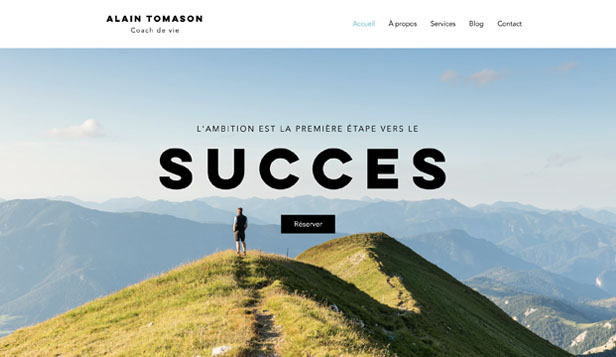 ALAIN TOMASON
Coach de vie
Accueil À propos Services Blog Contact
L'AMBITION EST LA PREMIÈRE ÉTAPE VERS LE
SUCCES
Réserver